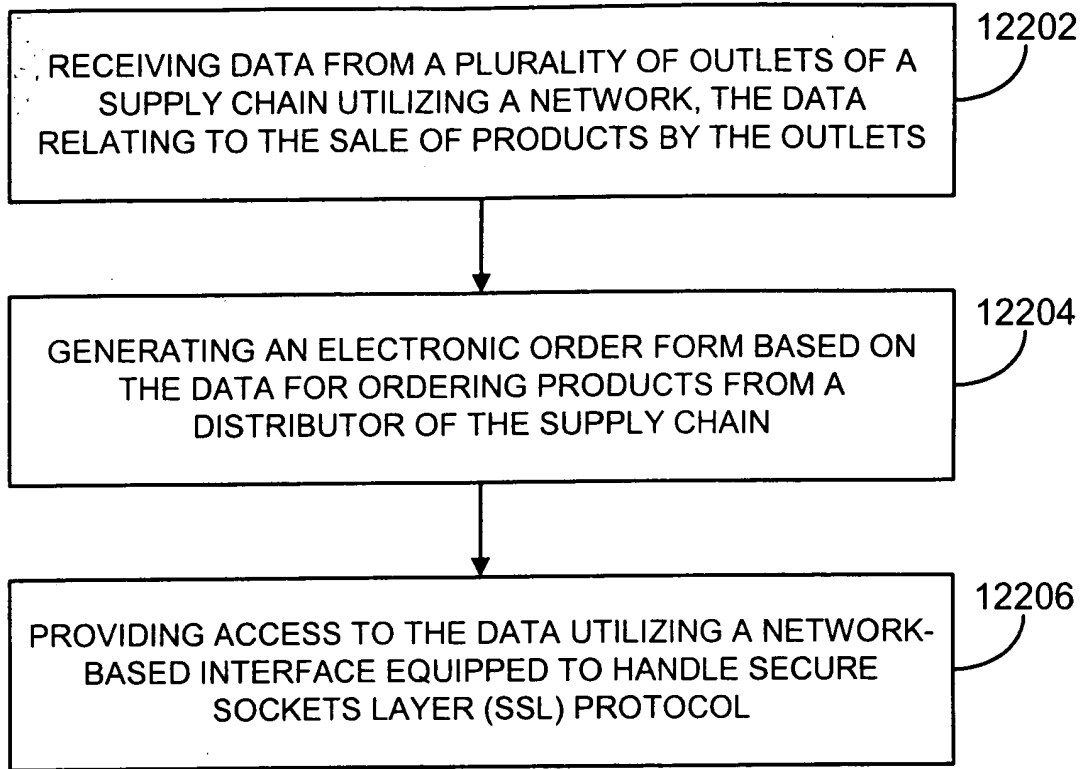 12202
RECEIVING DATA FROM A PLURALITY OF OUTLETS OF A
SUPPLY CHAIN UTILIZING A NETWORK, THE DATA
RELATING TO THE SALE OF PRODUCTS BY THE OUTLETS
12204
GENERATING AN ELECTRONIC ORDER FORM BASED ON
THE DATA FOR ORDERING PRODUCTS FROM A
DISTRIBUTOR OF THE SUPPLY CHAIN
12206
PROVIDING ACCESS TO THE DATA UTILIZING A NETWORK-
BASED INTERFACE EQUIPPED TO HANDLE SECURE
SOCKETS LAYER (SSL) PROTOCOL